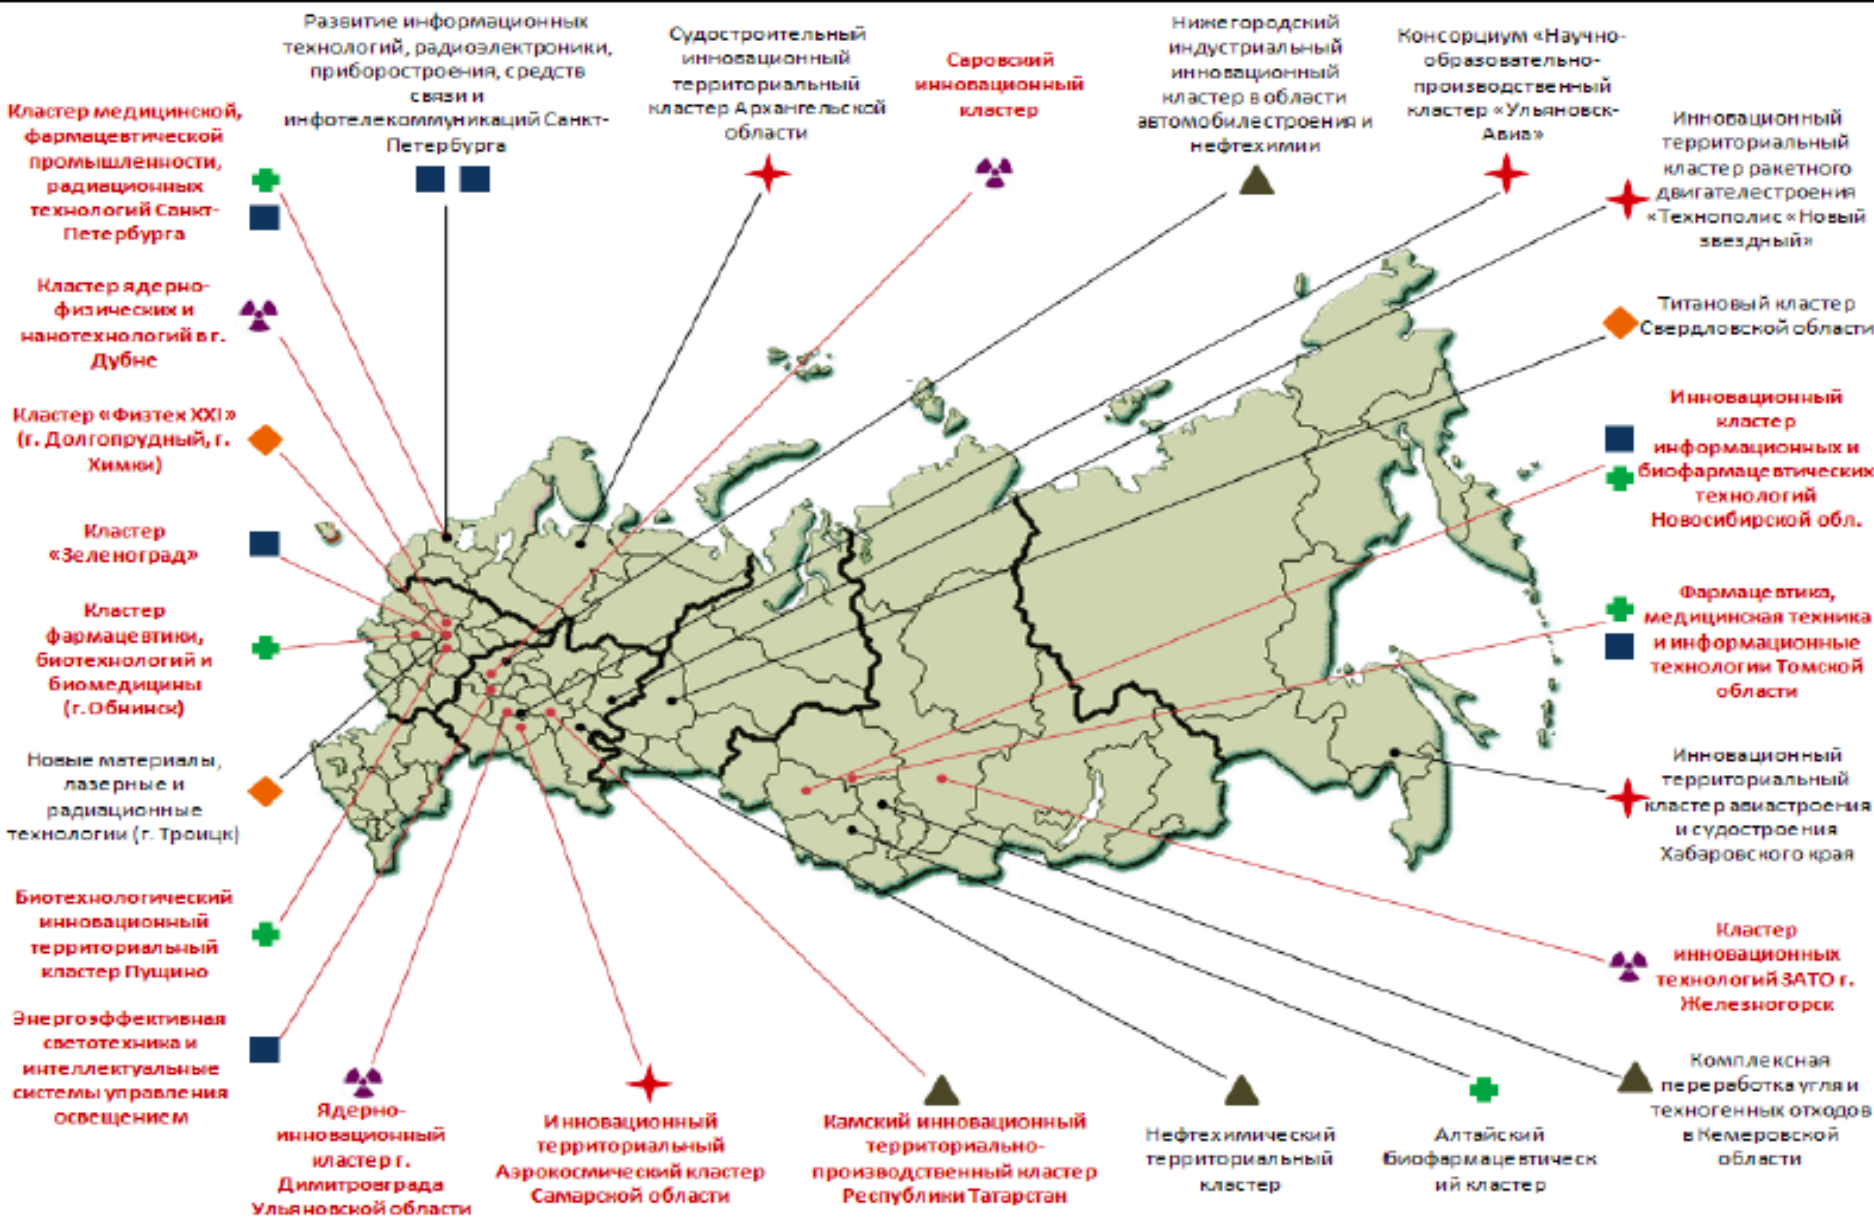 Развитие информационных
технологий, радиоэлектроники,
приборостроения, средств
связи и
инфотелекоммуникаций Санкт-
Петербурга
Судостроительный
инновационный
территориальный
кластер Архангельской
области
Саровский
инновационный
кластер
Нижегородский
индустриальный
инновационный
кластер в области
автомобилестроения и
нефтехимии
Консорциум «Научно-
образовательно-
производственный
кластер «Ульяновск-
Авиа»
Инновационный
территориальный
кластер ракетного
двигателестроения
«Технополис «Новый
звездный»
Кластер медицинской,
фармацевтической
промышленности,
радиационных
технологий Санкт-
Петербурга
Кластер ядерно-
физических и
нанотехнологий в г.
Дубне
Кластер «Физтех XXI»
(г. Долгопрудный, г.
Химки)
Кластер
«Зеленоград»
Кластер
фармацевтики,
биотехнологий и
биомедицины
(г. Обнинск)
Новые материалы,
лазерные и
радиационные
технологии (г. Троицк)
Биотехнологический
инновационный
территориальный
кластер Пущино
Энергоэффективная
светотехника и
интеллектуальные
системы управления
освещением
Титановый кластер
Свердловской области
Инновационный
кластер
информационных и
биофармацевтических
технологий
Новосибирской обл.
Фармацевтика,
медицинская техника
и информационные
технологии Томской
области
Инновационный
территориальный
кластер авиастроения
и судостроения
Хабаровского края
Кластер
инновационных
технологий ЗАТО г.
Железногорск
Комплексная
переработка угля и
техногенных отходов
в Кемеровской
области
Ядерно-
инновационный
кластер г.
Димитровграда
Ульяновской области
Инновационный
территориальный
Аэрокосмический кластер
Самарской области
Камский инновационный
территориально-
производственный кластер
Республики Татарстан
Нефтехимический
территориальный
кластер
Алтайский
биофармацевтическ
ий кластер